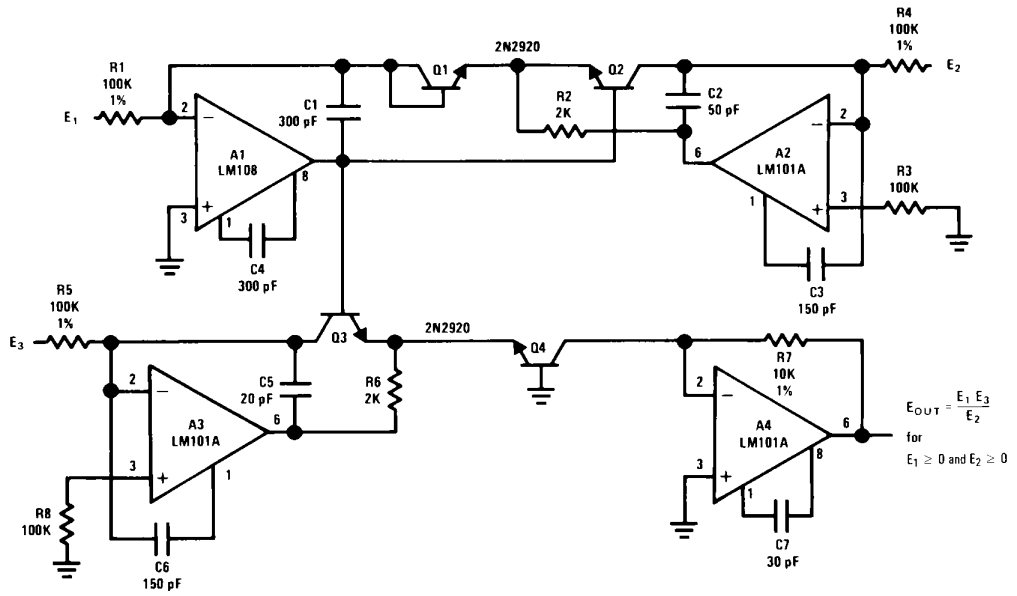 R4
100K
1%
E2
2N2920
R1
100K
1%
E1
Q1
Q2
C1
300 pF
R2
2K
C2
50 pF
2
−
A1
LM108
8
3
+
1
C4
300 pF
6
A2
LM101A
−
2
1
+
3
R3
100K
C3
150 pF
R5
100K
1%
E3
Q3
2N2920
Q4
R7
10K
1%
2
−
C5
20 pF
R6
2K
A3
LM101A
6
3
+
1
R8
100K
C6
150 pF
2
−
A4
LM101A
6
8
3
+
1
C7
30 pF
EOUT = E1 E3
E2
for
E1 ≥ 0 and E2 ≥ 0